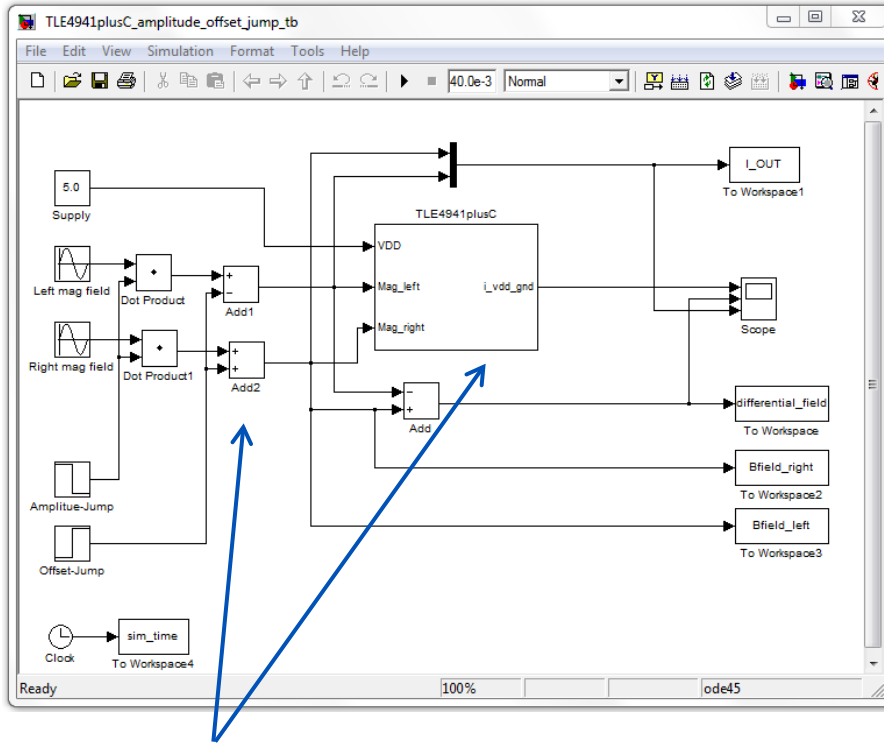 TLE4941plusC_amplitude_offset_jump_tb
File Edit View Simulation Format Tools Help
40.0e-3 Normal
I_OUT
To Workspace1
5.0
Supply
TLE4941plusC
VDD
Mag_left
i_vdd_gnd
Mag_right
Left mag field
Dot Product
Add1
Scope
Right mag field
Dot Product1
Add2
Add
differential_field
To Workspace
Bfield_right
To Workspace2
Amplitue-Jump
Bfield_left
To Workspace3
Offset-Jump
sim_time
Clock
To Workspace4
Ready 100% ode45